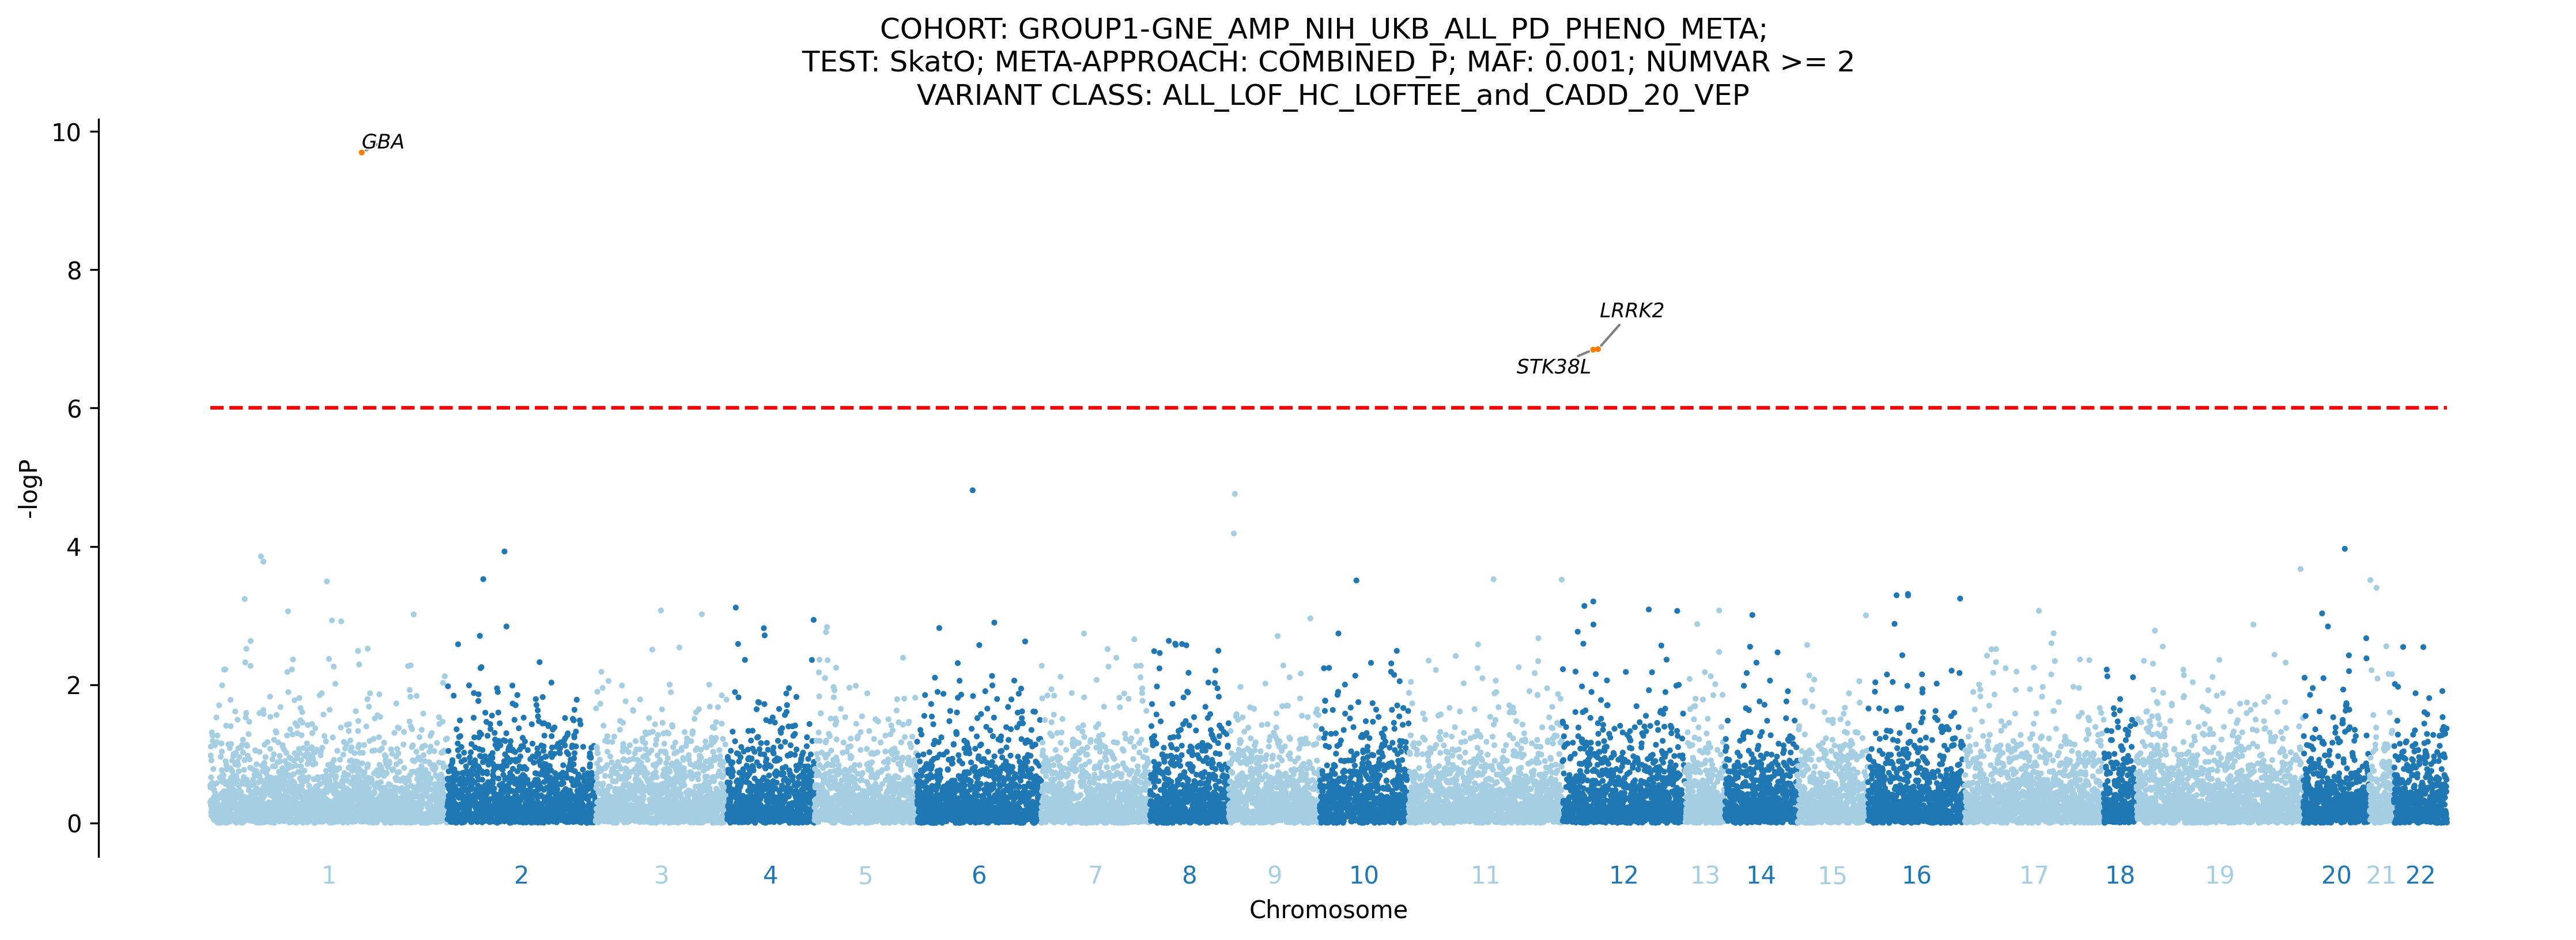 COHORT: GROUP1-GNE_AMP_NIH_UKB_ALL_PD_PHENO_META;
TEST: SkatO; META-APPROACH: COMBINED_P; MAF: 0.001; NUMVAR >= 2
VARIANT CLASS: ALL_LOF_HC_LOFTEE_and_CADD_20_VEP
10
GBA
8
LRRK2
STK38L
6
-logP
4
2
0
1 2 3 4 5 6 7 8 9 10 11 12 13 14 15 16 17 18 19 20 21 22
Chromosome